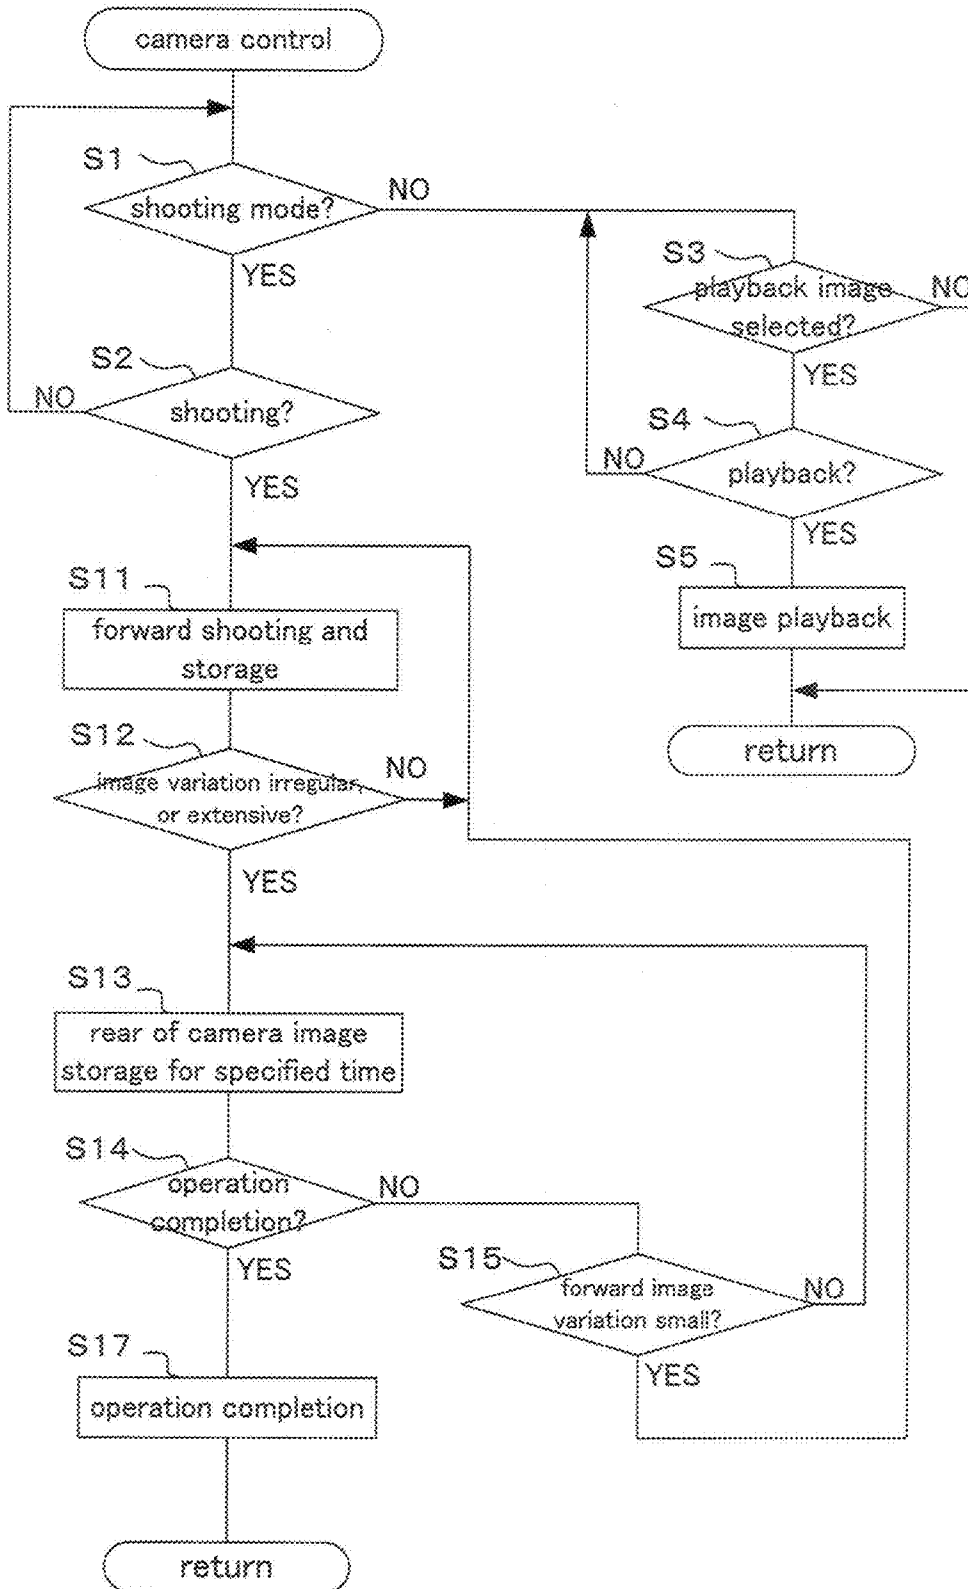 camera control
S1
shooting mode?
NO
YES
S2
shooting?
NO
YES
S3
playback image
selected?
NO
YES
S4
playback?
NO
YES
S5
image playback
return
S11
forward shooting and
storage
S12
image variation irregular,
or extensive?
NO
YES
S13
rear of camera image
storage for specified time
S14
operation
completion?
NO
YES
S15
forward image
variation small?
NO
YES
S17
operation completion
return